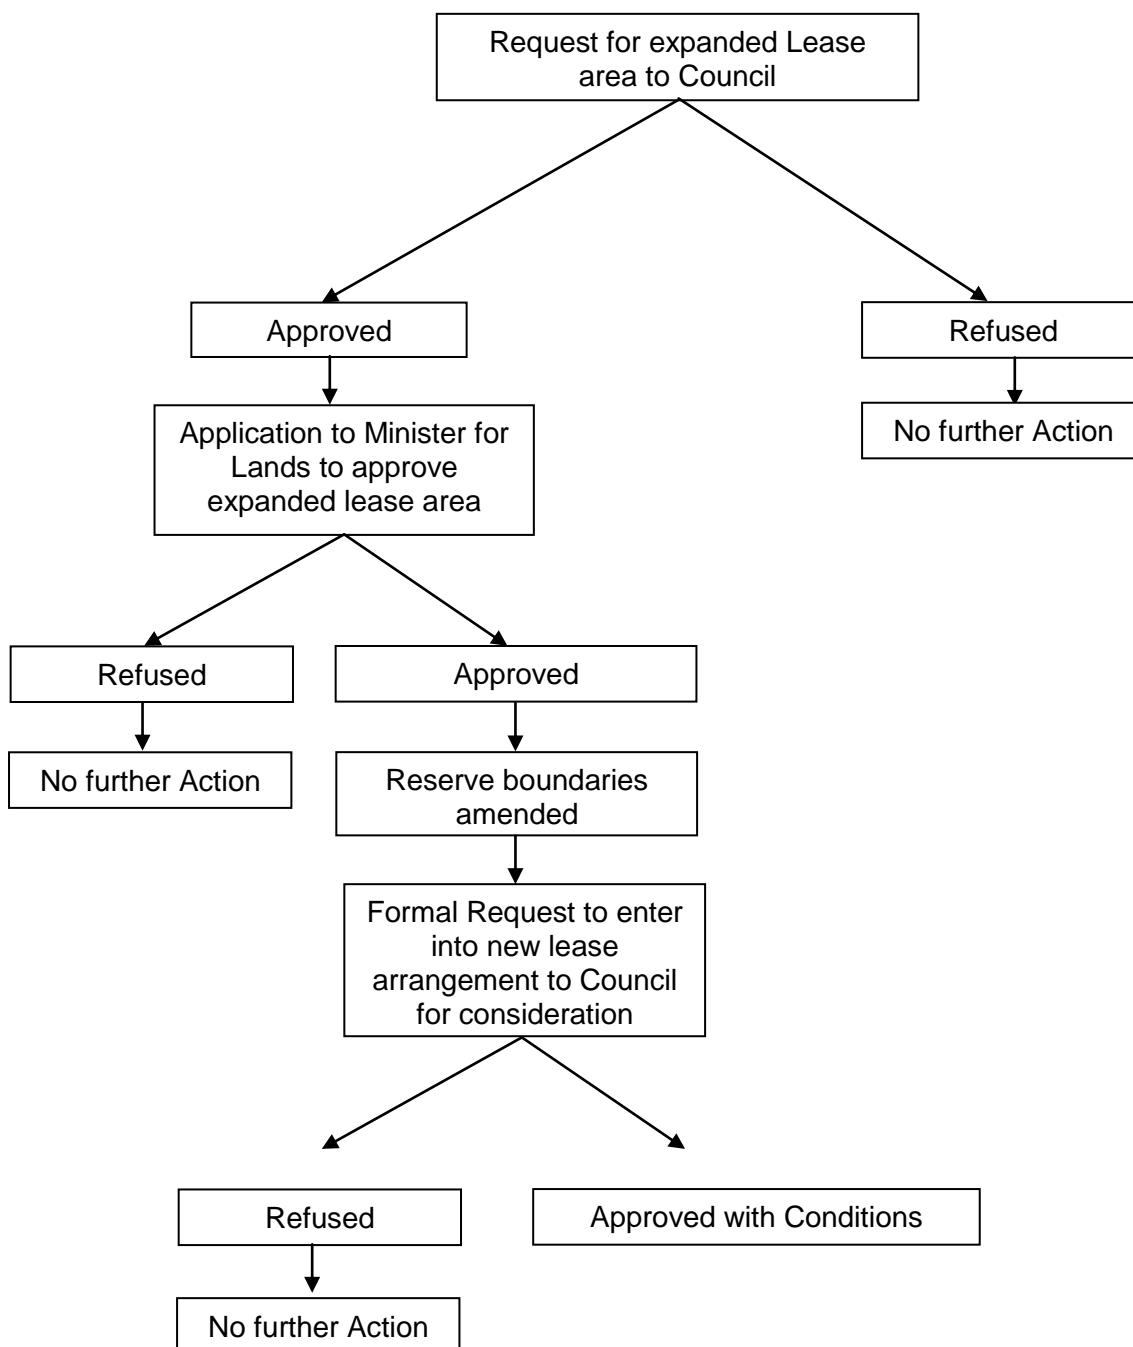 Request for expanded Lease
area to Council
Approved
Refused
Application to Minister for
Lands to approve
expanded lease area
No further Action
Refused
Approved
No further Action
Reserve boundaries
amended
Formal Request to enter
into new lease
arrangement to Council
for consideration
Refused
Approved with Conditions
No further Action